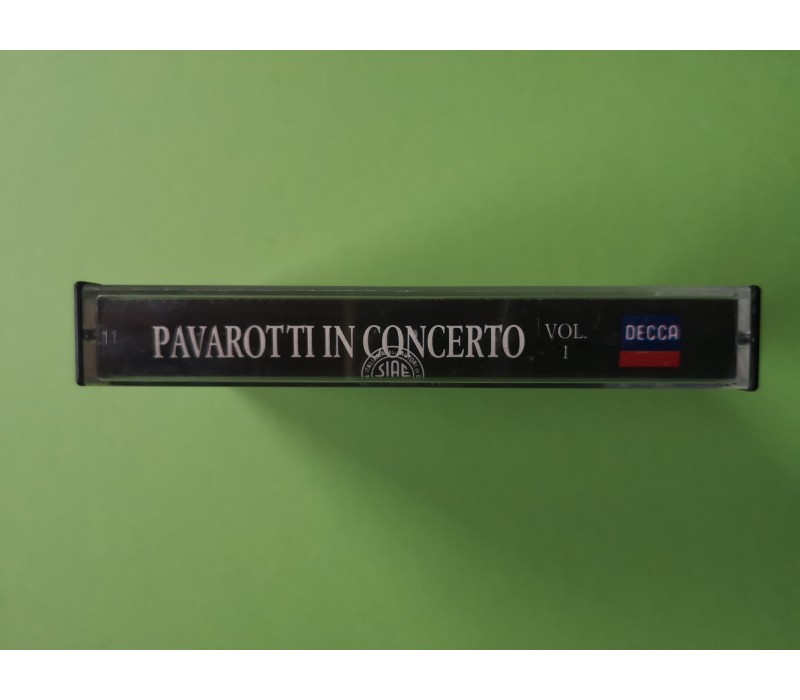 11
PAVAROTTI IN CONCERTO
VOL.
1
DECCA
SIAE